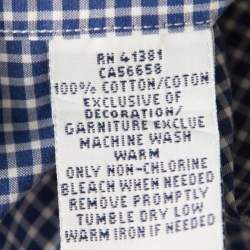 RN 41381
CA56658
100% COTTON/COTON
EXCLUSIVE OF
DECORATION/
GARNITURE EXCLUE
MACHINE WASH
WARM
ONLY NON-CHLORINE
BLEACH WHEN NEEDED
REMOVE PROMPTLY
TUMBLE DRY LOW
WARM IRON IF NEEDED